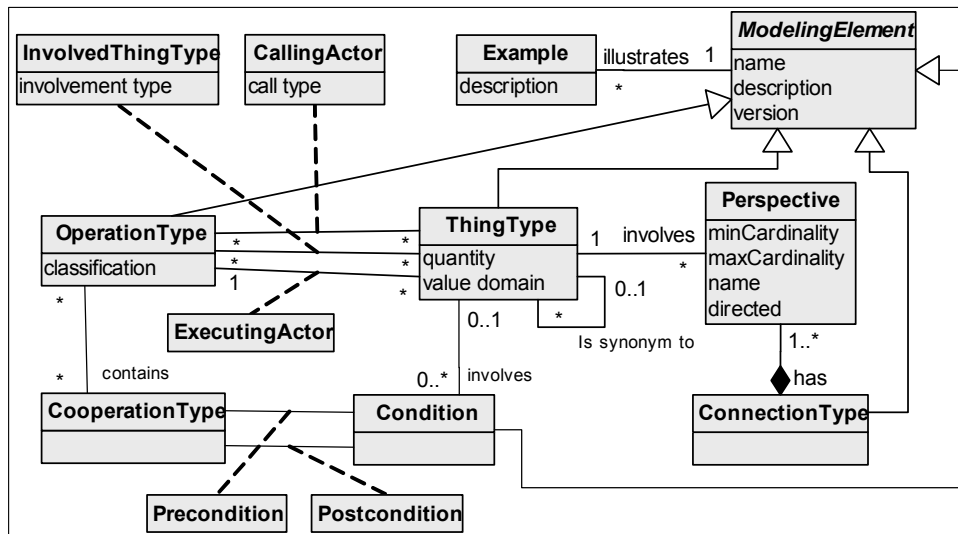 InvolvedThingType
involvement type
CallingActor
call type
Example
description
illustrates
1
*
ModelingElement
name
description
version
OperationType
classification
*
*
1
*
*
*
ThingType
quantity
value domain
1
involves
*
Perspective
minCardinality
maxCardinality
name
directed
0..1
*
Is synonym to
ExecutingActor
*
contains
*
0..1
0..*
involves
1..*
has
CooperationType
Condition
ConnectionType
Precondition
Postcondition